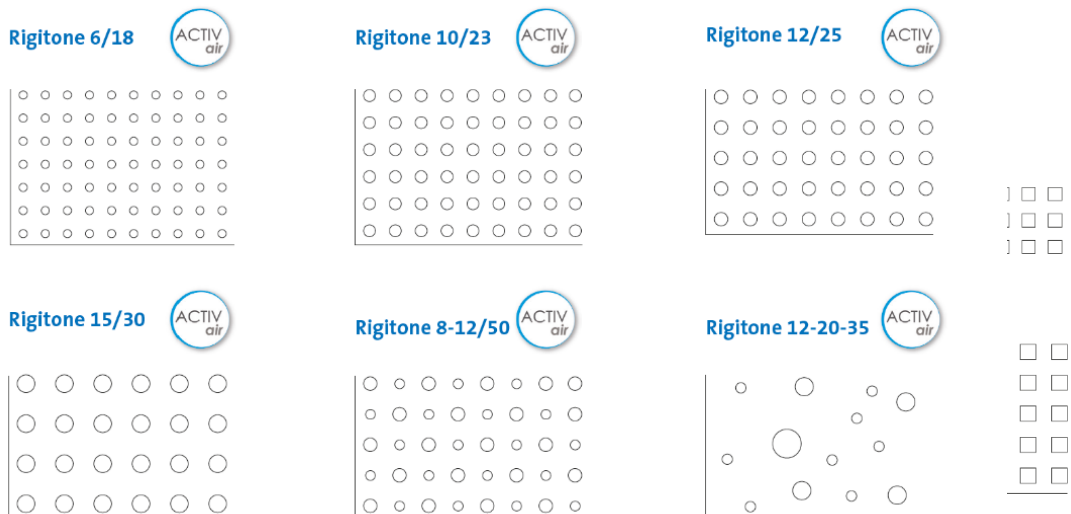 Rigitone 6/18
ACTIV
air
Rigitone 10/23
ACTIV
air
Rigitone 12/25
ACTIV
air
Rigitone 15/30
ACTIV
air
Rigitone 8-12/50
ACTIV
air
Rigitone 12-20-35
ACTIV
air